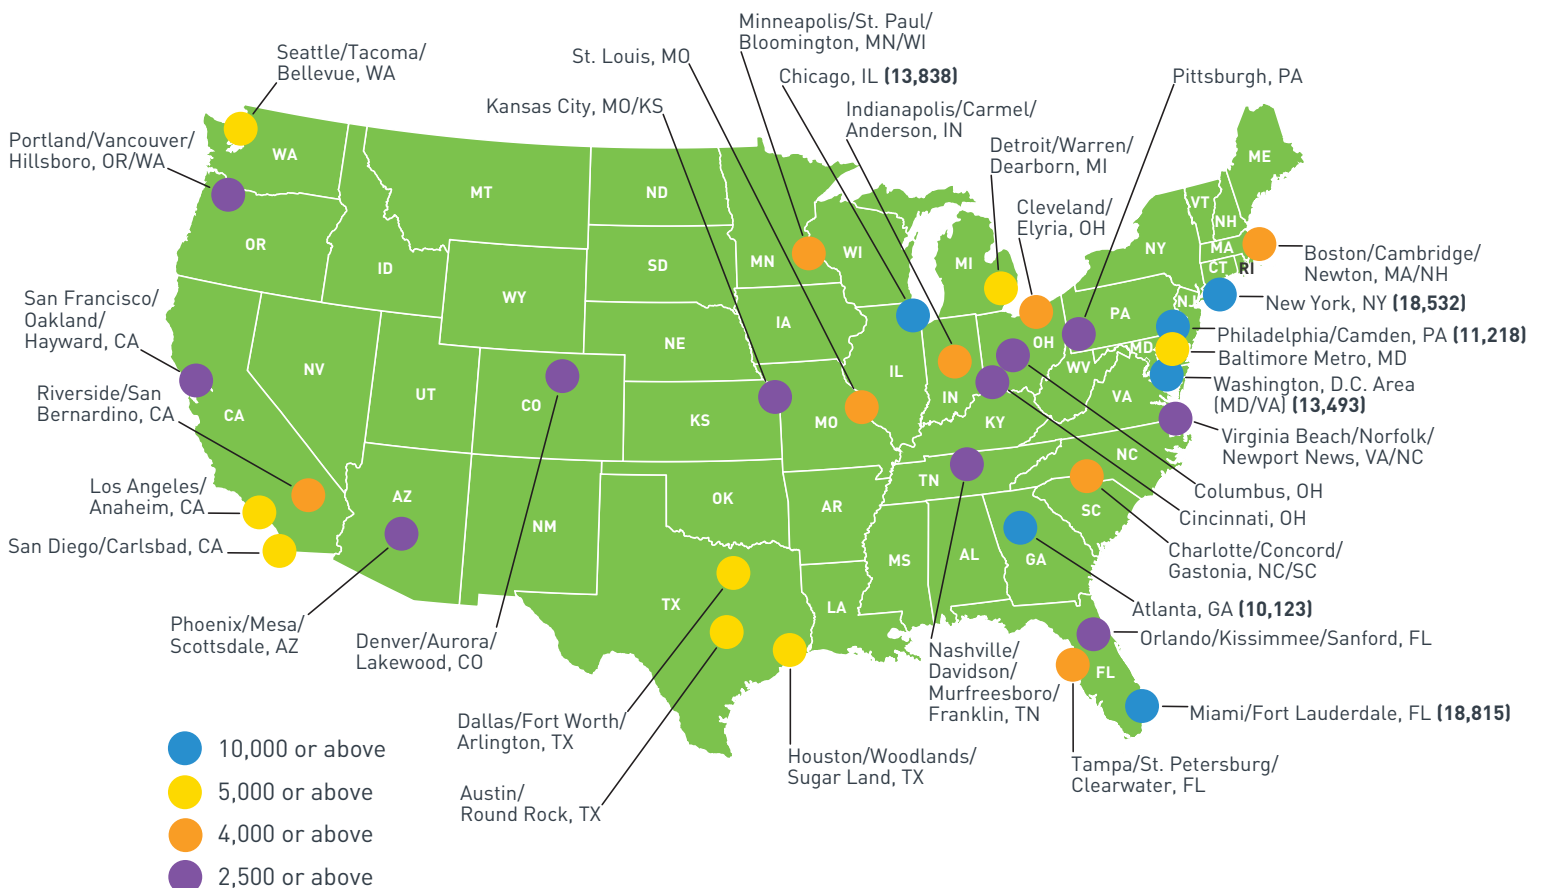 Minneapolis/St. Paul/
Bloomington, MN/WI
Seattle/Tacoma/
Bellevue, WA
St. Louis, MO
Chicago, IL (13,838)
Pittsburgh, PA
Kansas City, MO/KS
Indianapolis/Carmel/
Anderson, IN
Portland/Vancouver/
Hillsboro, OR/WA
Detroit/Warren/
Dearborn, MI
Cleveland/
Elyria, OH
Boston/Cambridge/
Newton, MA/NH
New York, NY (18,532)
San Francisco/
Oakland/
Hayward, CA
Philadelphia/Camden, PA (11,218)
Baltimore Metro, MD
Washington, D.C. Area
(MD/VA) (13,493)
Riverside/San
Bernardino, CA
Virginia Beach/Norfolk/
Newport News, VA/NC
Los Angeles/
Anaheim, CA
Columbus, OH
Cincinnati, OH
San Diego/Carlsbad, CA
Charlotte/Concord/
Gastonia, NC/SC
Atlanta, GA (10,123)
Orlando/Kissimmee/Sanford, FL
Phoenix/Mesa/
Scottsdale, AZ
Denver/Aurora/
Lakewood, CO
Nashville/
Davidson/
Murfreesboro/
Franklin, TN
Miami/Fort Lauderdale, FL (18,815)
Dallas/Fort Worth/
Arlington, TX
Houston/Woodlands/
Sugar Land, TX
Tampa/St. Petersburg/
Clearwater, FL
Austin/
Round Rock, TX
WA
MT
ND
ME
VT
NH
OR
ID
SD
MN
WI
MI
NY
MA
CT
RI
WY
IA
PA
NJ
NE
OH
MD
NV
UT
CO
IL
IN
WV
VA
CA
KS
MO
KY
NC
AZ
NM
OK
AR
TN
SC
MS
AL
GA
TX
LA
FL
10,000 or above
5,000 or above
4,000 or above
2,500 or above